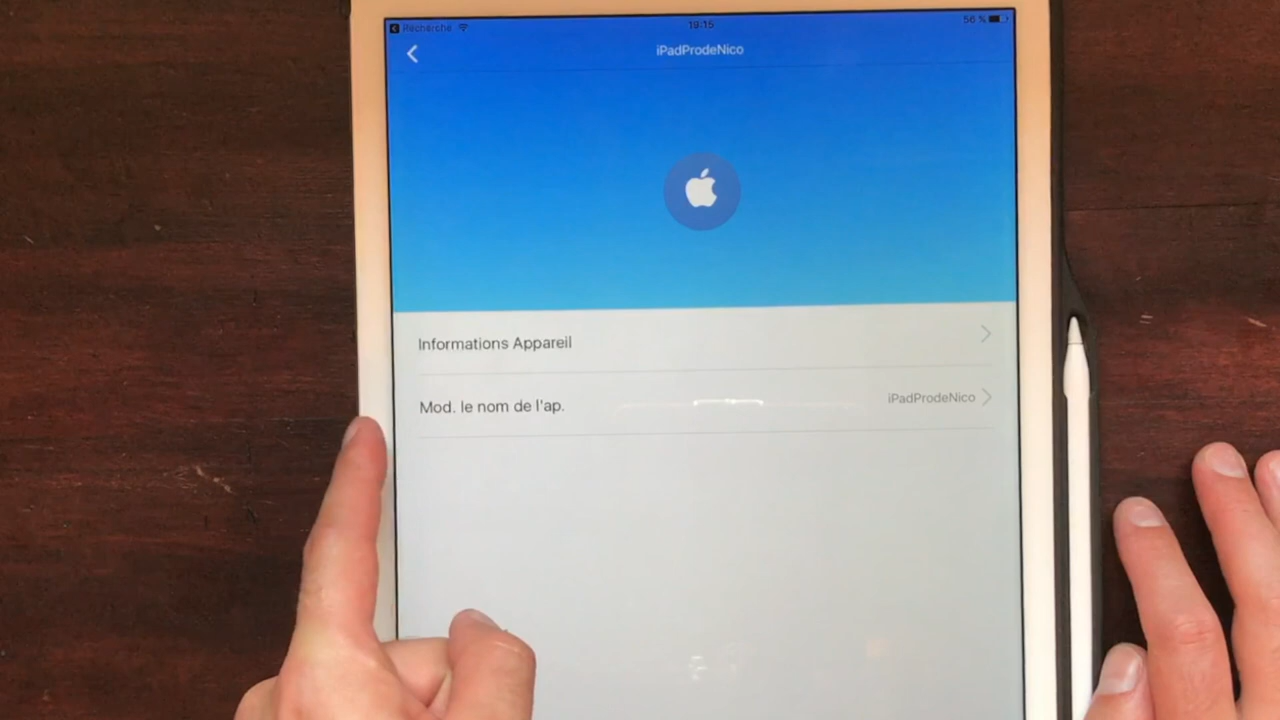 Recherche
19:15
56 %
iPadProdeNico
Informations Appareil
Mod. le nom de l'ap.
iPadProdeNico